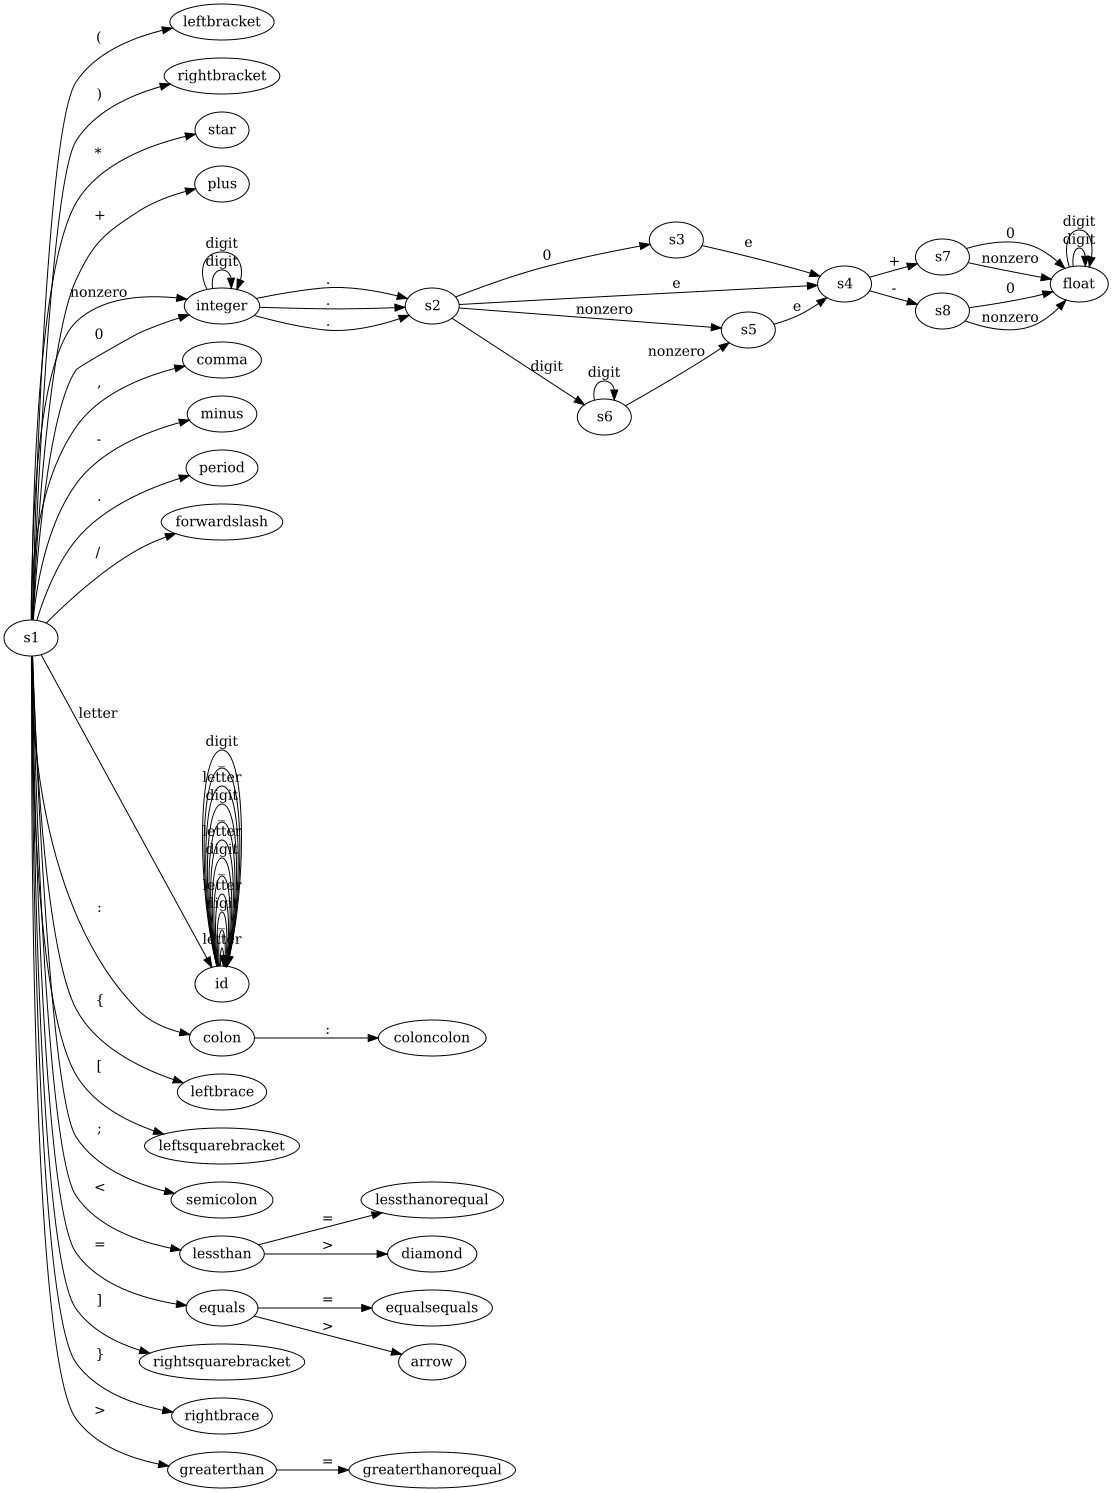 (
leftbracket
)
rightbracket
*
star
+
plus
digit
digit
nonzero
integer
0
.
.
.
s2
0
s3
e
e
nonzero
s5
e
digit
digit
s6
nonzero
s4
+
s7
-
s8
0
nonzero
0
nonzero
digit
digit
float
,
comma
-
minus
.
period
/
forwardslash
s1
letter
digit
_
letter
digit
_
letter
digit
_
letter
digit
_
letter
id
:
colon
:
coloncolon
{
leftbrace
[
leftsquarebracket
;
semicolon
<
lessthan
=
lessthanorequal
>
diamond
=
equals
=
equalsequals
>
arrow
]
rightsquarebracket
}
rightbrace
>
greaterthan
=
greaterthanorequal